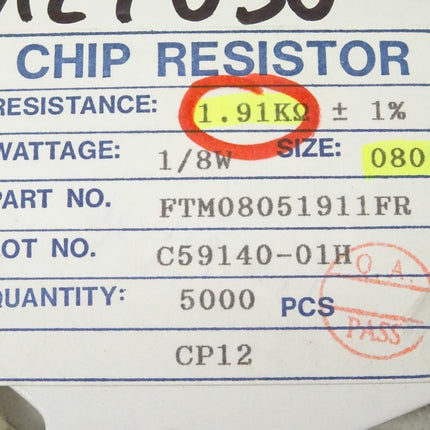 CHIP RESISTOR
RESISTANCE: 1.91KΩ ± 1%
WATTAGE: 1/8W SIZE: 080
PART NO. FTM08051911FR
LOT NO. C59140-01H
QUANTITY: 5000 PCS
Q.A. PASS
CP12